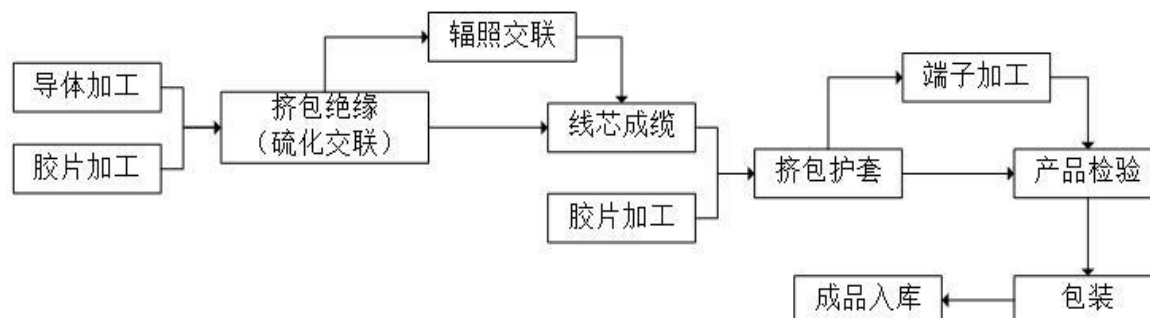 辐照交联
导体加工
挤包绝缘
（硫化交联）
胶片加工
线芯成缆
胶片加工
端子加工
挤包护套
产品检验
成品入库
包装